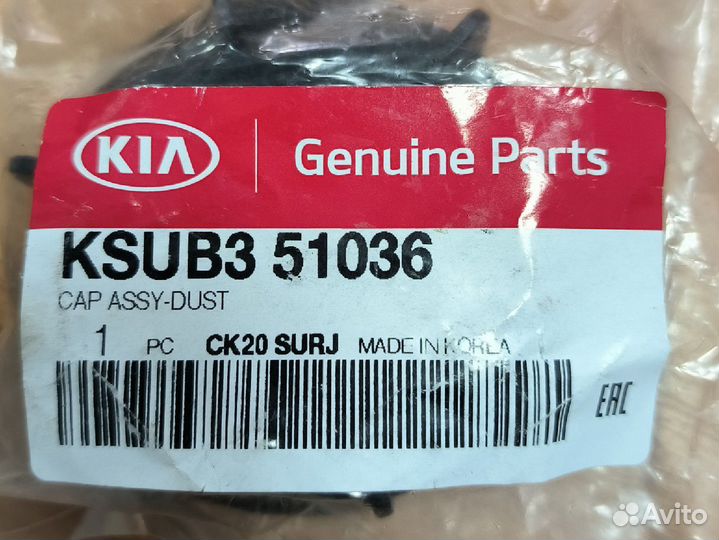 KIA Genuine Parts
KSUB3 51036
CAP ASSY-DUST
1 PC CK20 SURJ MADE IN KOREA
EAC
Avito